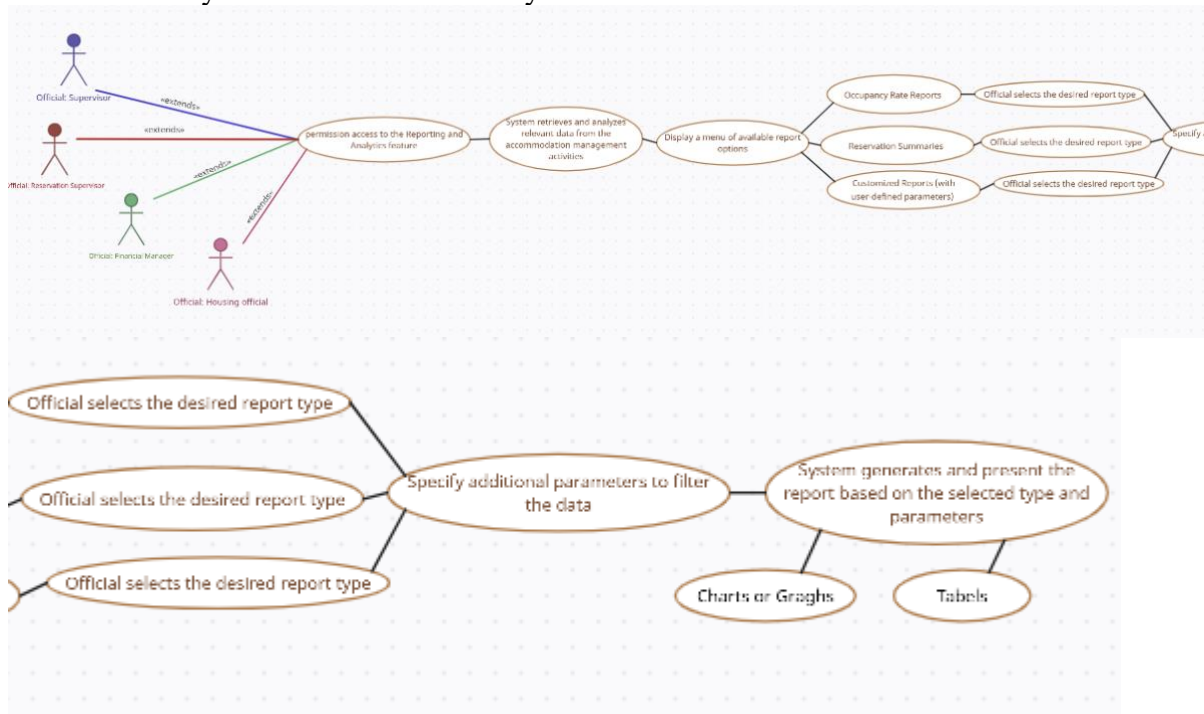 Official: Supervisor
«extends»
«extends»
Official: Reservation Supervisor
«extends»
Official: Financial Manager
«extends»
Official: Housing official
permission access to the Reporting and
Analytics feature
System retrieves and analyzes
relevant data from the
accommodation management
activities
Display a menu of available report
options
Occupancy Rate Reports
Official selects the desired report type
Reservation Summaries
Official selects the desired report type
Customized Reports (with
user-defined parameters)
Official selects the desired report type
Specify
Official selects the desired report type
Official selects the desired report type
Official selects the desired report type
Specify additional parameters to filter
the data
System generates and present the
report based on the selected type and
parameters
Charts or Graghs
Tabels